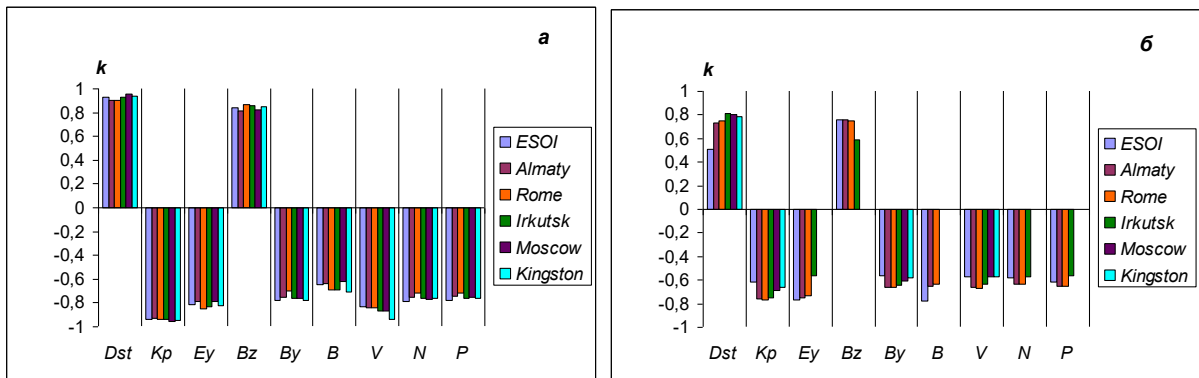 а
k
1
0,8
0,6
0,4
0,2
0
-0,2
-0,4
-0,6
-0,8
-1
Dst Kp Ey Bz By B V N P
ESOI
Almaty
Rome
Irkutsk
Moscow
Kingston
б
k
1
0,8
0,6
0,4
0,2
0
-0,2
-0,4
-0,6
-0,8
-1
Dst Kp Ey Bz By B V N P
ESOI
Almaty
Rome
Irkutsk
Moscow
Kingston